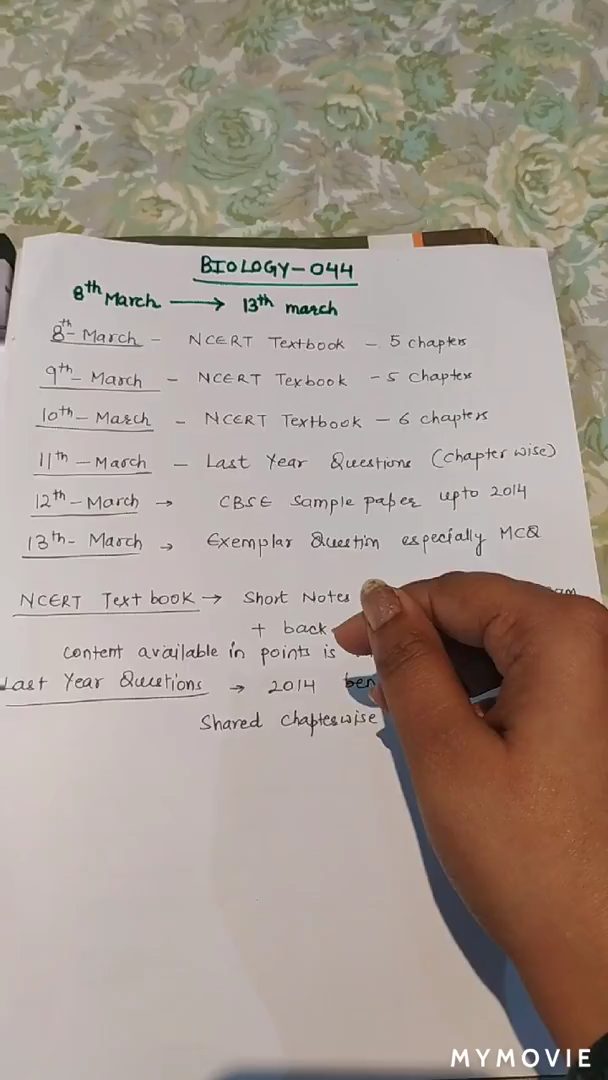 BIOLOGY-044
8th March → 13th march
8th March - NCERT Textbook - 5 chapters
9th - March - NCERT Texbook - 5 Chapters
10th - March - NCERT Textbook - 6 chapters
11th - March - Last Year Questions (chapter wise)
12th - March → CBSE Sample paper upto 2014
13th - March → Exemplar Question especially MCQ
NCERT Text book → Short Notes
+ back
content available in points is
Last Year Questions → 2014
Shared chapterwise
MYMOVIE